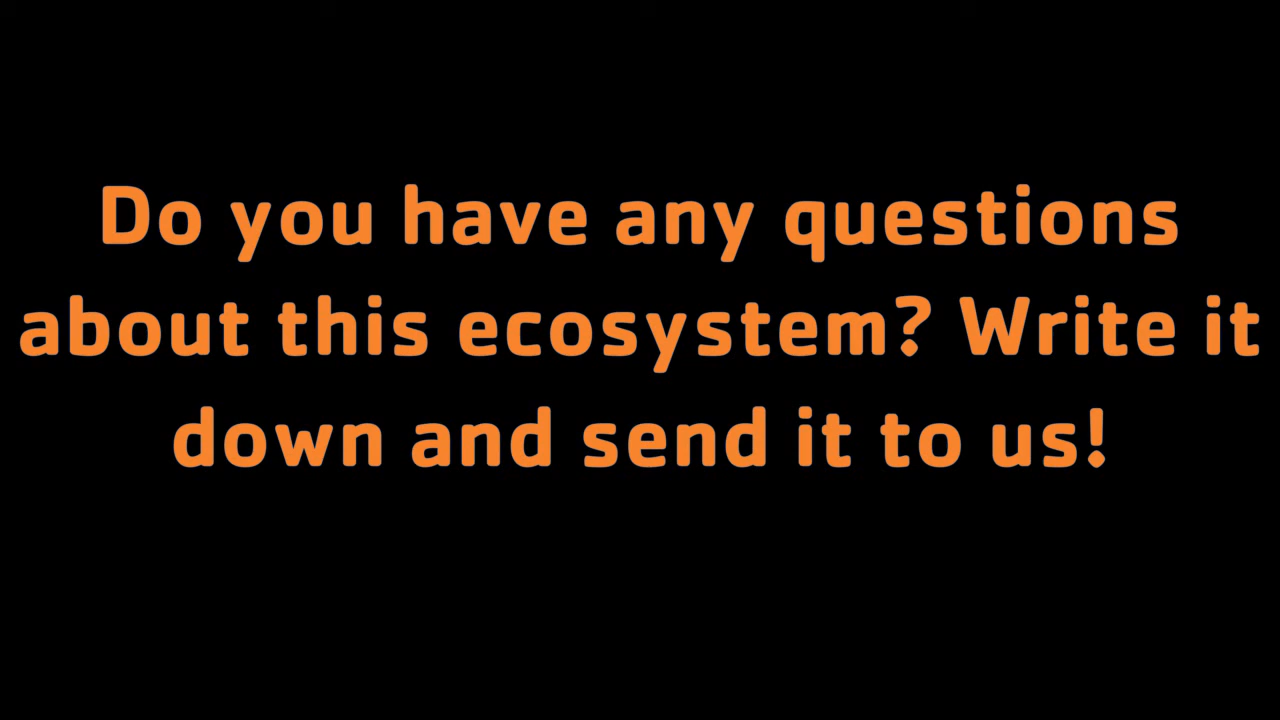 Do you have any questions
about this ecosystem? Write it
down and send it to us!